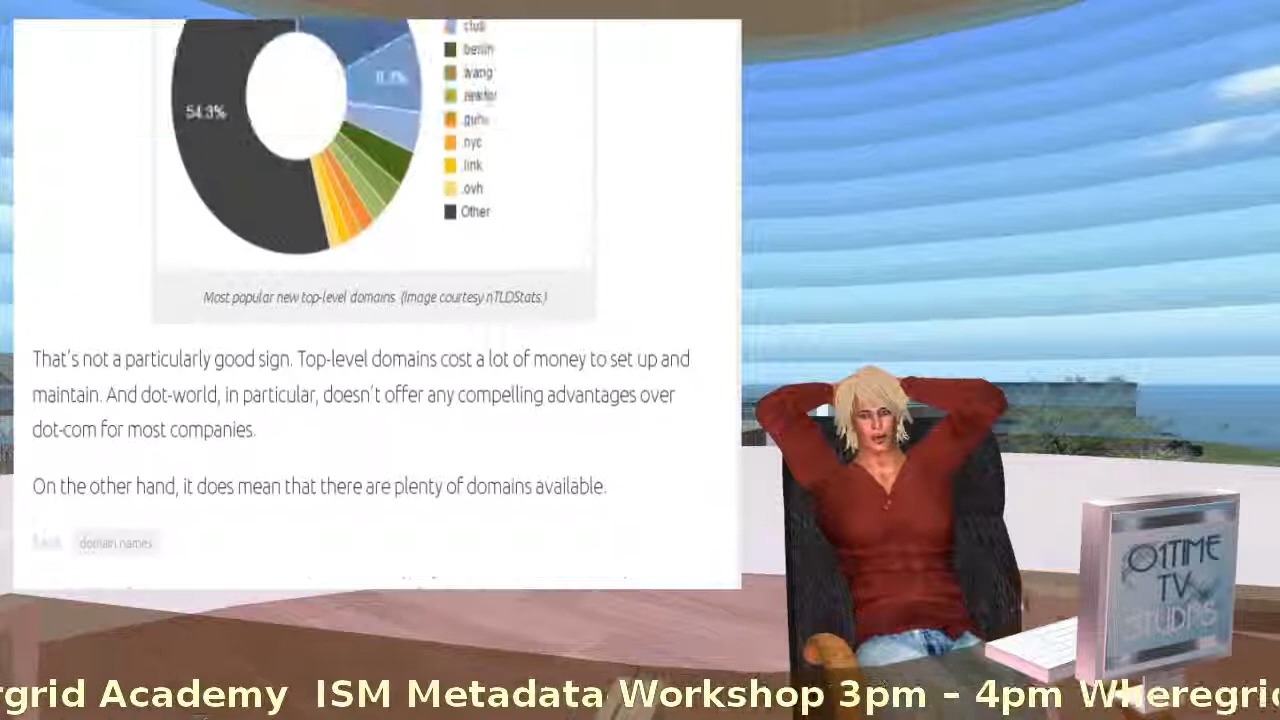 club
berlin
wang
54.3%
.nyc
.link
.ovh
Other
Most popular new top-level domains. (Image courtesy nTLDStats.)
That's not a particularly good sign. Top-level domains cost a lot of money to set up and
maintain. And dot-world, in particular, doesn't offer any compelling advantages over
dot-com for most companies.
On the other hand, it does mean that there are plenty of domains available.
domain names
O1TIME
TV
STUDIOS
rgrid Academy ISM Metadata Workshop 3pm – 4pm Wheregrid